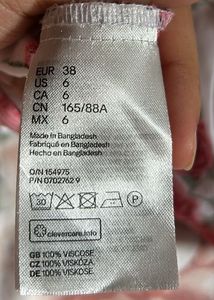 EUR 38
US 6
CA 6
CN 165/88A
MX 6
Made in Bangladesh
Fabriqué en Bangladesh
Hecho en Bangladesh
O/N 154975
P/N 0702762 9
30
P
clevercare.info
GB 100% VISCOSE
CZ 100% VISKÓZA
DE 100% VISKOSE